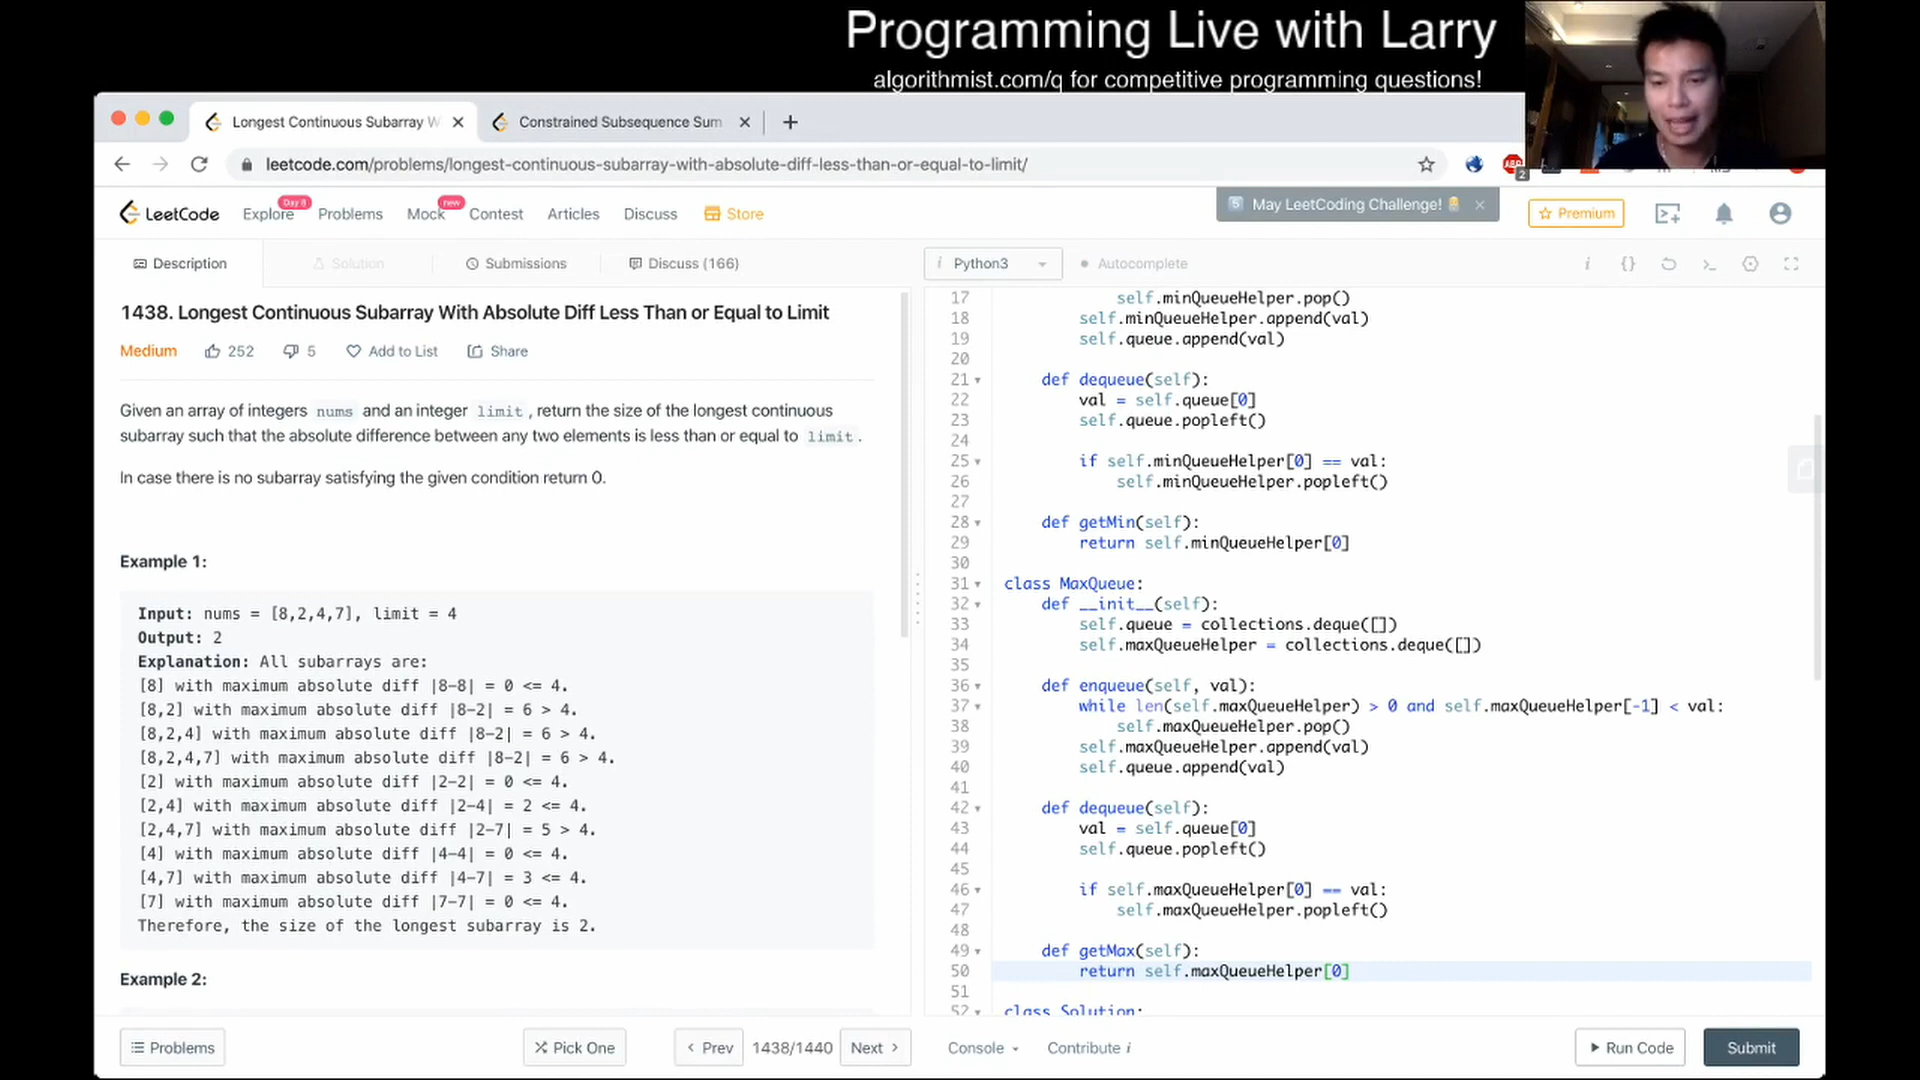 Programming Live with Larry
algorithmist.com/q for competitive programming questions!
Longest Continuous Subarray W
Constrained Subsequence Sum
leetcode.com/problems/longest-continuous-subarray-with-absolute-diff-less-than-or-equal-to-limit/
2
LeetCode
Explore
Day 8
Problems
Mock
new
Contest
Articles
Discuss
Store
May LeetCoding Challenge!
Premium
Description
Solution
Submissions
Discuss (166)
i Python3
Autocomplete
1438. Longest Continuous Subarray With Absolute Diff Less Than or Equal to Limit
Medium 252 5 Add to List Share
Given an array of integers nums and an integer limit, return the size of the longest continuous
subarray such that the absolute difference between any two elements is less than or equal to limit.
In case there is no subarray satisfying the given condition return 0.
Example 1:
Input: nums = [8,2,4,7], limit = 4
Output: 2
Explanation: All subarrays are:
[8] with maximum absolute diff |8-8| = 0 <= 4.
[8,2] with maximum absolute diff |8-2| = 6 > 4.
[8,2,4] with maximum absolute diff |8-2| = 6 > 4.
[8,2,4,7] with maximum absolute diff |8-2| = 6 > 4.
[2] with maximum absolute diff |2-2| = 0 <= 4.
[2,4] with maximum absolute diff |2-4| = 2 <= 4.
[2,4,7] with maximum absolute diff |2-7| = 5 > 4.
[4] with maximum absolute diff |4-4| = 0 <= 4.
[4,7] with maximum absolute diff |4-7| = 3 <= 4.
[7] with maximum absolute diff |7-7| = 0 <= 4.
Therefore, the size of the longest subarray is 2.
Example 2:
17 self.minQueueHelper.pop()
18 self.minQueueHelper.append(val)
19 self.queue.append(val)
20
21 def dequeue(self):
22 val = self.queue[0]
23 self.queue.popleft()
24
25 if self.minQueueHelper[0] == val:
26 self.minQueueHelper.popleft()
27
28 def getMin(self):
29 return self.minQueueHelper[0]
30
31 class MaxQueue:
32 def __init__(self):
33 self.queue = collections.deque([])
34 self.maxQueueHelper = collections.deque([])
35
36 def enqueue(self, val):
37 while len(self.maxQueueHelper) > 0 and self.maxQueueHelper[-1] < val:
38 self.maxQueueHelper.pop()
39 self.maxQueueHelper.append(val)
40 self.queue.append(val)
41
42 def dequeue(self):
43 val = self.queue[0]
44 self.queue.popleft()
45
46 if self.maxQueueHelper[0] == val:
47 self.maxQueueHelper.popleft()
48
49 def getMax(self):
50 return self.maxQueueHelper[0]
51
52 class Solution:
Problems
Pick One
Prev
1438/1440
Next
Console
Contribute i
Run Code
Submit